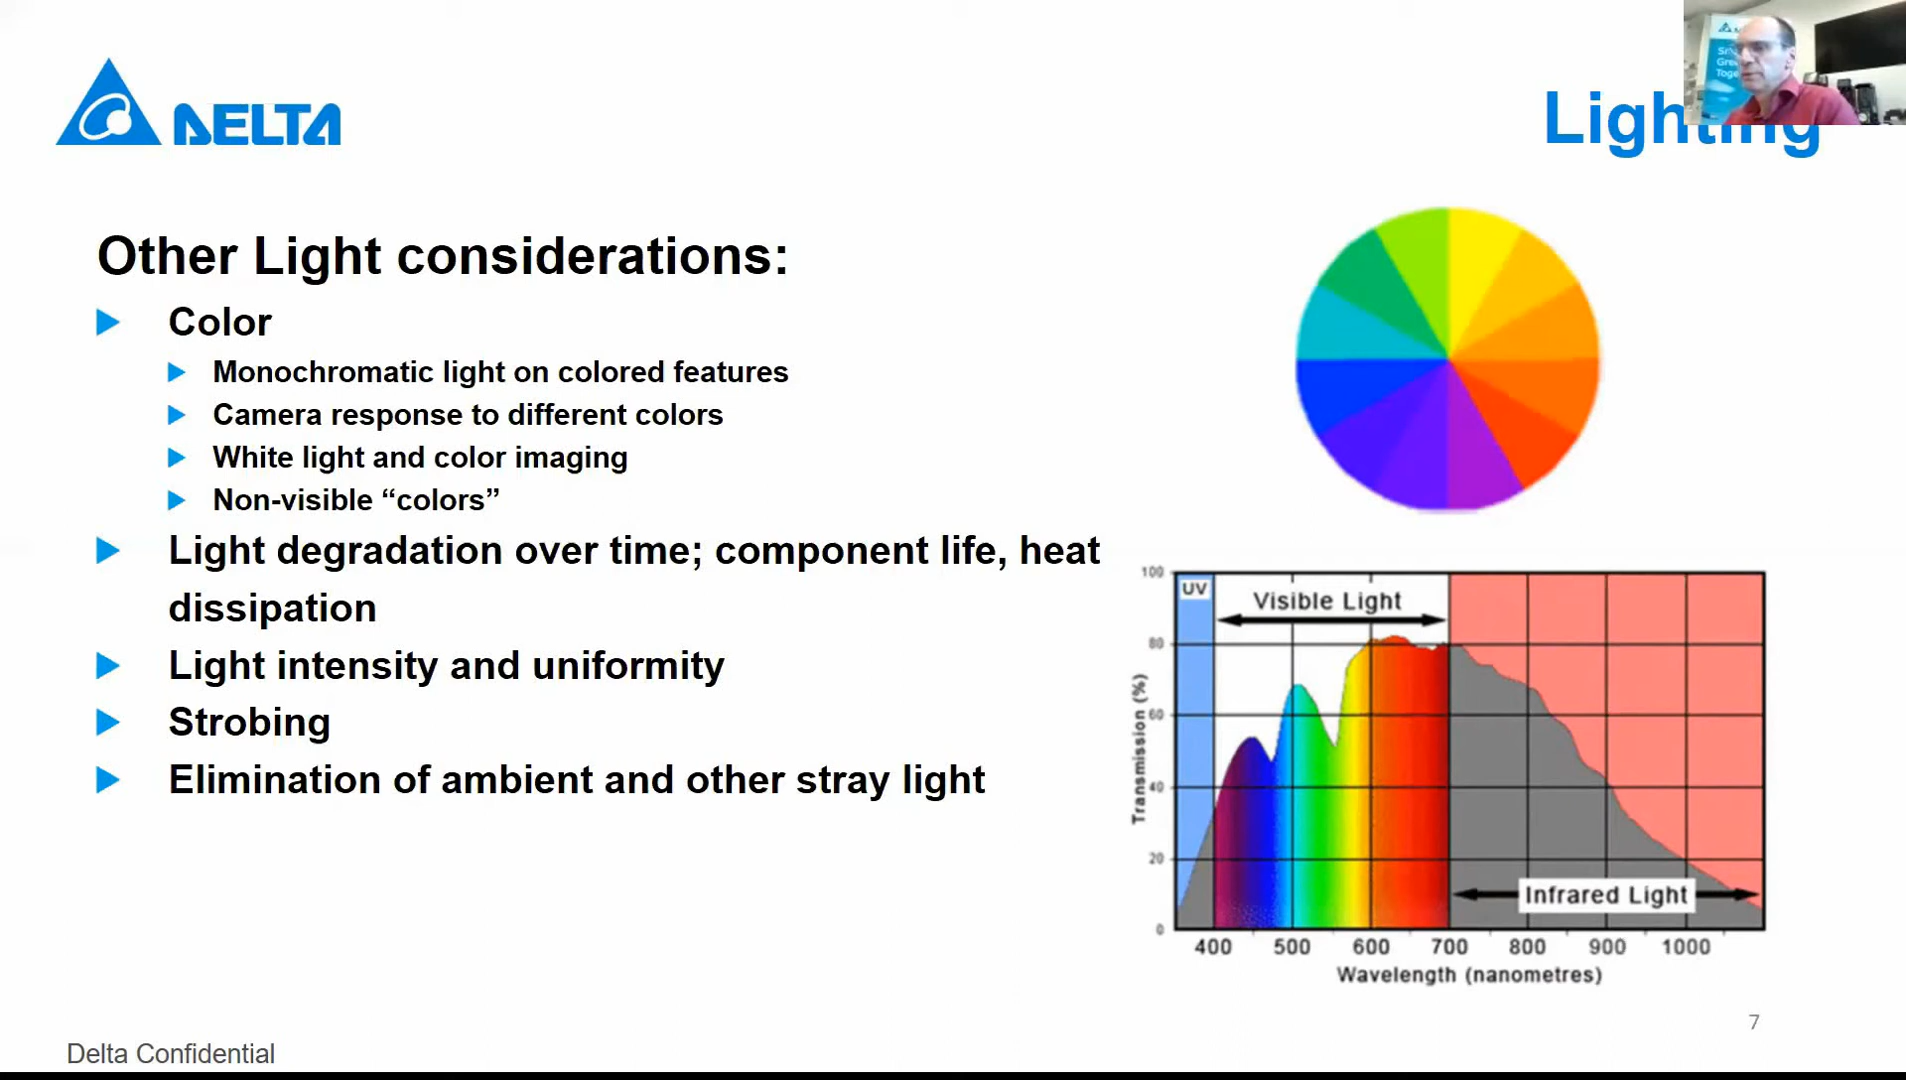 DELTA
Lighting
Other Light considerations:
Color
Monochromatic light on colored features
Camera response to different colors
White light and color imaging
Non-visible “colors”
Light degradation over time; component life, heat
dissipation
Light intensity and uniformity
Strobing
Elimination of ambient and other stray light
100
80
60
40
20
0
Transmission (%)
UV
Visible Light
Infrared Light
400 500 600 700 800 900 1000
Wavelength (nanometres)
7
Delta Confidential